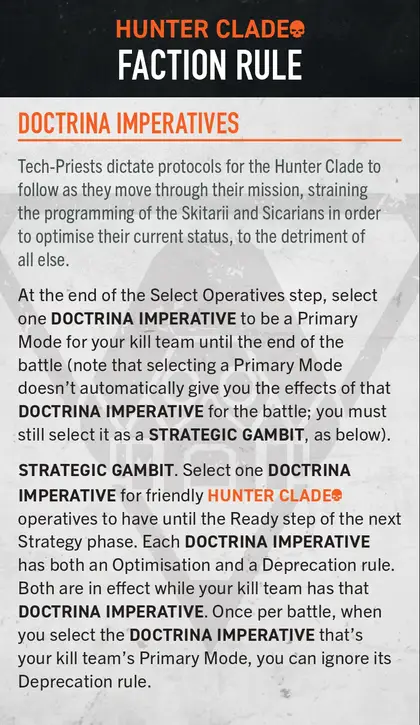 HUNTER CLADE
FACTION RULE
DOCTRINA IMPERATIVES
Tech-Priests dictate protocols for the Hunter Clade to
follow as they move through their mission, straining
the programming of the Skitarii and Sicarians in order
to optimise their current status, to the detriment of
all else.
At the end of the Select Operatives step, select
one DOCTRINA IMPERATIVE to be a Primary
Mode for your kill team until the end of the
battle (note that selecting a Primary Mode
doesn’t automatically give you the effects of that
DOCTRINA IMPERATIVE for the battle; you must
still select it as a STRATEGIC GAMBIT, as below).
STRATEGIC GAMBIT. Select one DOCTRINA
IMPERATIVE for friendly HUNTER CLADE
operatives to have until the Ready step of the next
Strategy phase. Each DOCTRINA IMPERATIVE
has both an Optimisation and a Deprecation rule.
Both are in effect while your kill team has that
DOCTRINA IMPERATIVE. Once per battle, when
you select the DOCTRINA IMPERATIVE that’s
your kill team’s Primary Mode, you can ignore its
Deprecation rule.